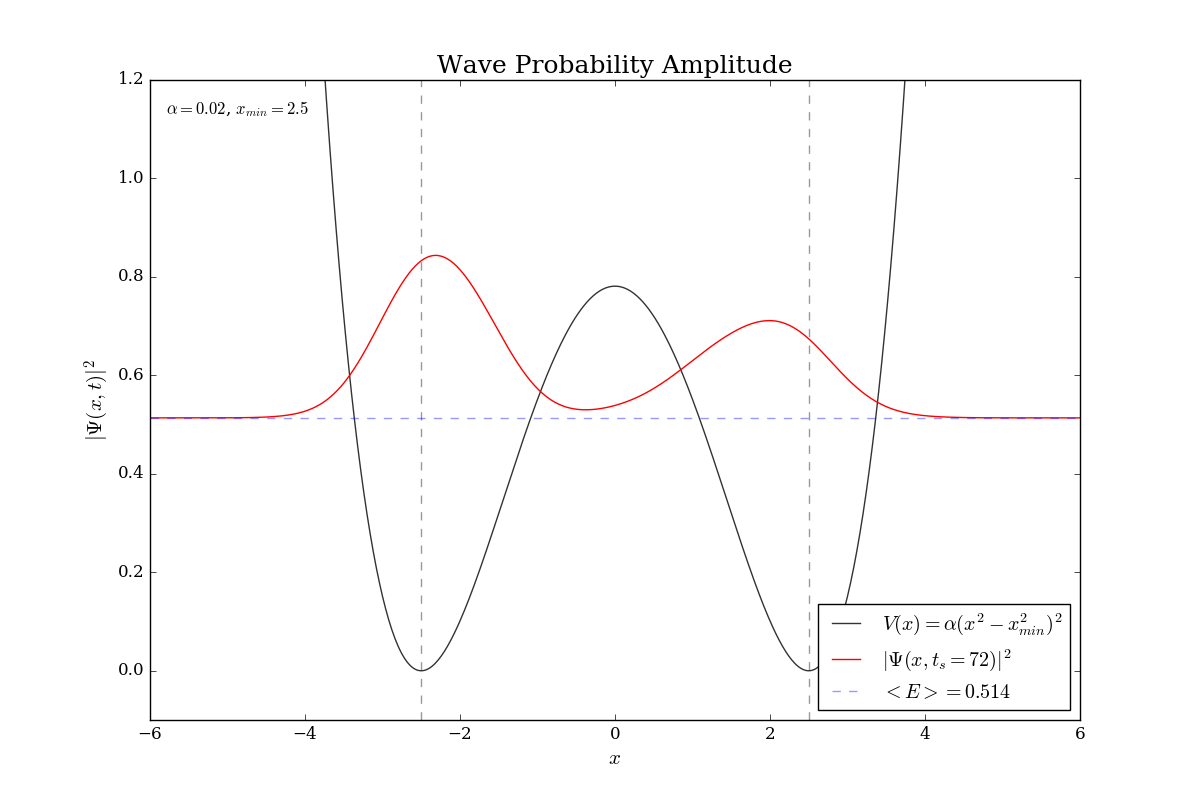 Wave Probability Amplitude
α = 0.02, x_min = 2.5
1.2
1.0
0.8
0.6
0.4
0.2
0.0
|Ψ(x, t)|²
V(x) = α(x² − x²_min)²
|Ψ(x, t_s = 72)|²
< E > = 0.514
−6 −4 −2 0 2 4 6
x